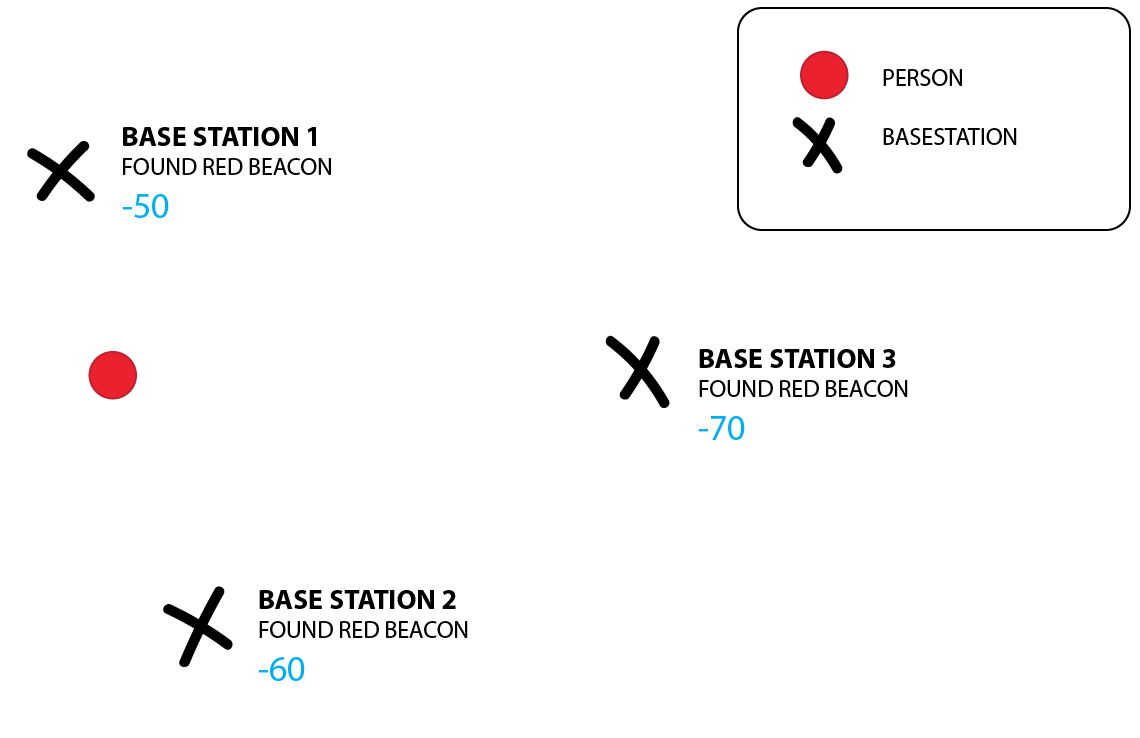 PERSON
BASESTATION
BASE STATION 1
FOUND RED BEACON
-50
BASE STATION 3
FOUND RED BEACON
-70
BASE STATION 2
FOUND RED BEACON
-60